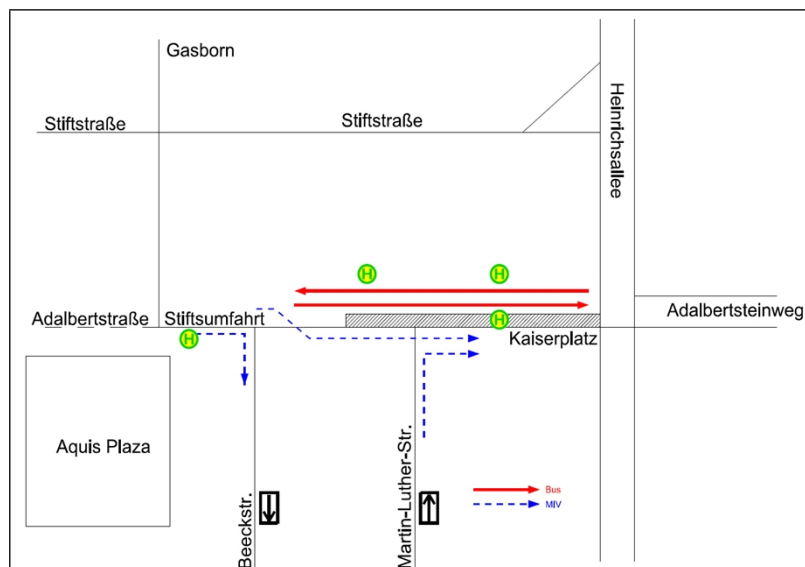 Gasborn
Stiftstraße
Stiftstraße
Heinrichsallee
H
H
Adalbertstraße
Stiftsumfahrt
H
Adalbertsteinweg
H
Kaiserplatz
Aquis Plaza
Beeckstr.
Martin-Luther-Str.
Bus
MIV